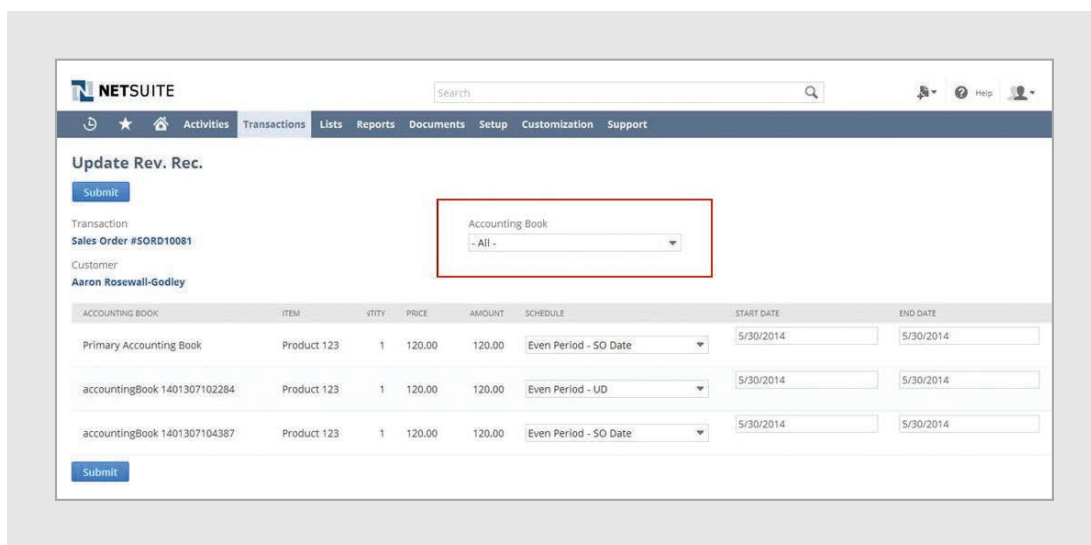 NETSUITE
Search
Help
Activities Transactions Lists Reports Documents Setup Customization Support
Update Rev. Rec.
Submit
Transaction
Sales Order #SORD10081
Accounting Book
- All -
Customer
Aaron Rosewall-Godley
ACCOUNTING BOOK ITEM NTITY PRICE AMOUNT SCHEDULE START DATE END DATE
Primary Accounting Book Product 123 1 120.00 120.00 Even Period - SO Date 5/30/2014 5/30/2014
accountingBook 1401307102284 Product 123 1 120.00 120.00 Even Period - UD 5/30/2014 5/30/2014
accountingBook 1401307104387 Product 123 1 120.00 120.00 Even Period - SO Date 5/30/2014 5/30/2014
Submit